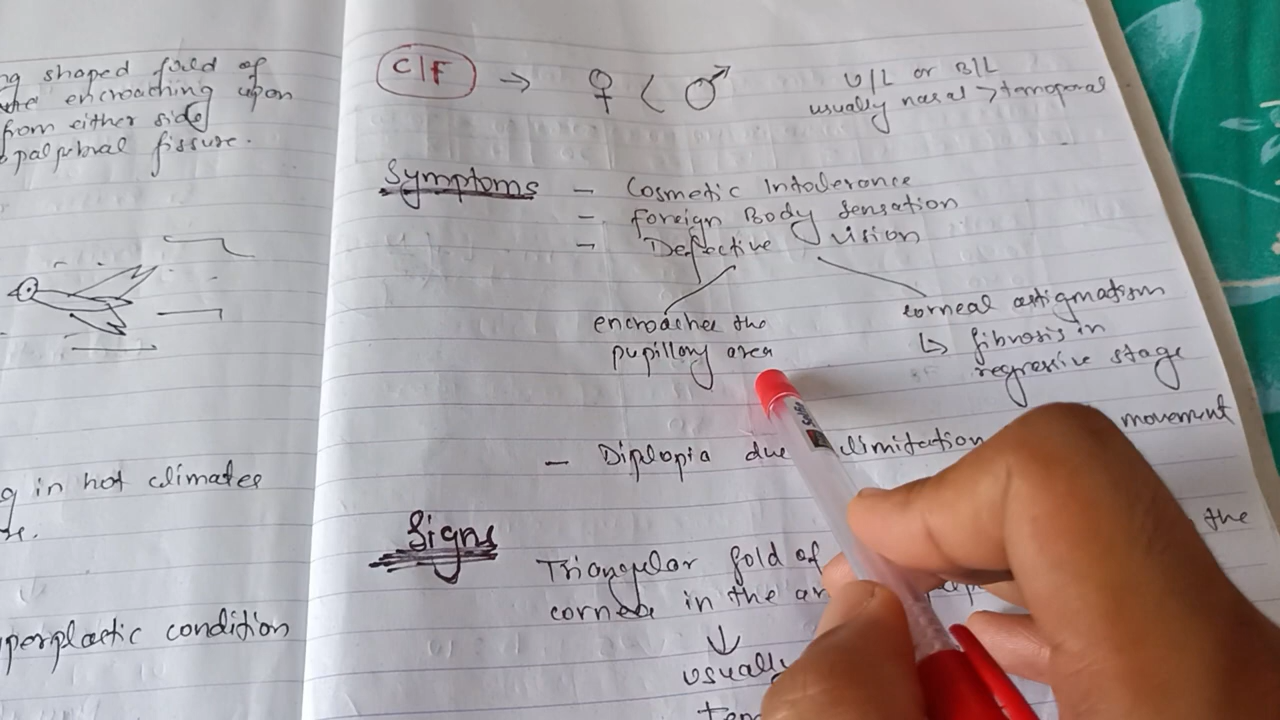 ng shaped fold of
the encroaching upon
from either side
palpebral fissure.
g in hot climates
perplastic condition
C/F → ♀ < ♂
U/L or B/L
usually nasal > temporal
Symptoms - Cosmetic Intolerance
- foreign Body Sensation
- Defective vision
encroaches the
pupillary area
corneal astigmatism
↳ fibrosis in
regressive stage
- Diplopia due limitation movement
Signs
Triangular fold of the
cornea in the
↓
usually